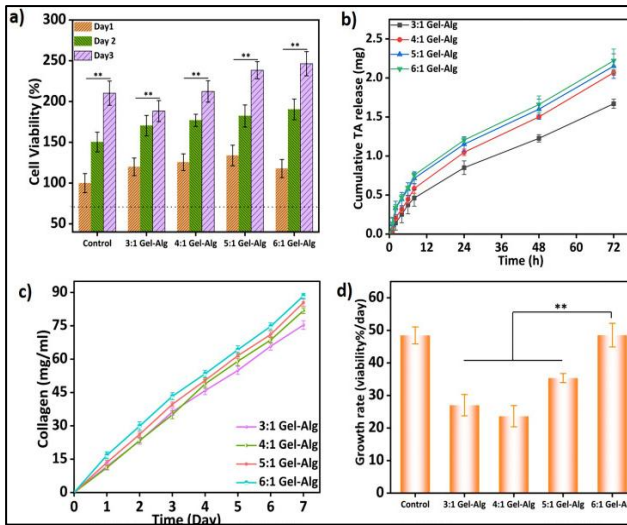 a)
Day1
Day 2
Day3
**
**
**
**
**
Cell Viability (%)
250
200
150
100
50
Control
3:1 Gel-Alg
4:1 Gel-Alg
5:1 Gel-Alg
6:1 Gel-Alg
b)
3:1 Gel-Alg
4:1 Gel-Alg
5:1 Gel-Alg
6:1 Gel-Alg
Cumulative TA release (mg)
2.5
2.0
1.5
1.0
0.5
0.0
0
12
24
36
48
60
72
Time (h)
c)
Collagen (mg/ml)
90
75
60
45
30
15
0
3:1 Gel-Alg
4:1 Gel-Alg
5:1 Gel-Alg
6:1 Gel-Alg
0
1
2
3
4
5
6
7
Time (Day)
d)
**
Growth rate (viability%/day)
60
50
40
30
20
10
0
Control
3:1 Gel-Alg
4:1 Gel-Alg
5:1 Gel-Alg
6:1 Gel-A